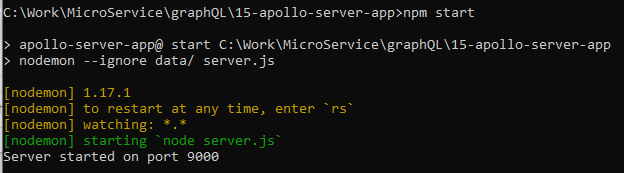 C:\Work\MicroService\graphQL\15-apollo-server-app>npm start
> apollo-server-app@ start C:\Work\MicroService\graphQL\15-apollo-server-app
> nodemon --ignore data/ server.js
[nodemon] 1.17.1
[nodemon] to restart at any time, enter `rs`
[nodemon] watching: *.*
[nodemon] starting `node server.js`
Server started on port 9000